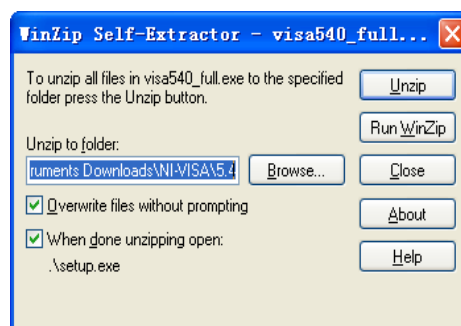 WinZip Self-Extractor - visa540_full...
To unzip all files in visa540_full.exe to the specified
folder press the Unzip button.
Unzip to folder:
ruments Downloads\NI-VISA\5.4
Browse...
Overwrite files without prompting
When done unzipping open:
.\setup.exe
Unzip
Run WinZip
Close
About
Help